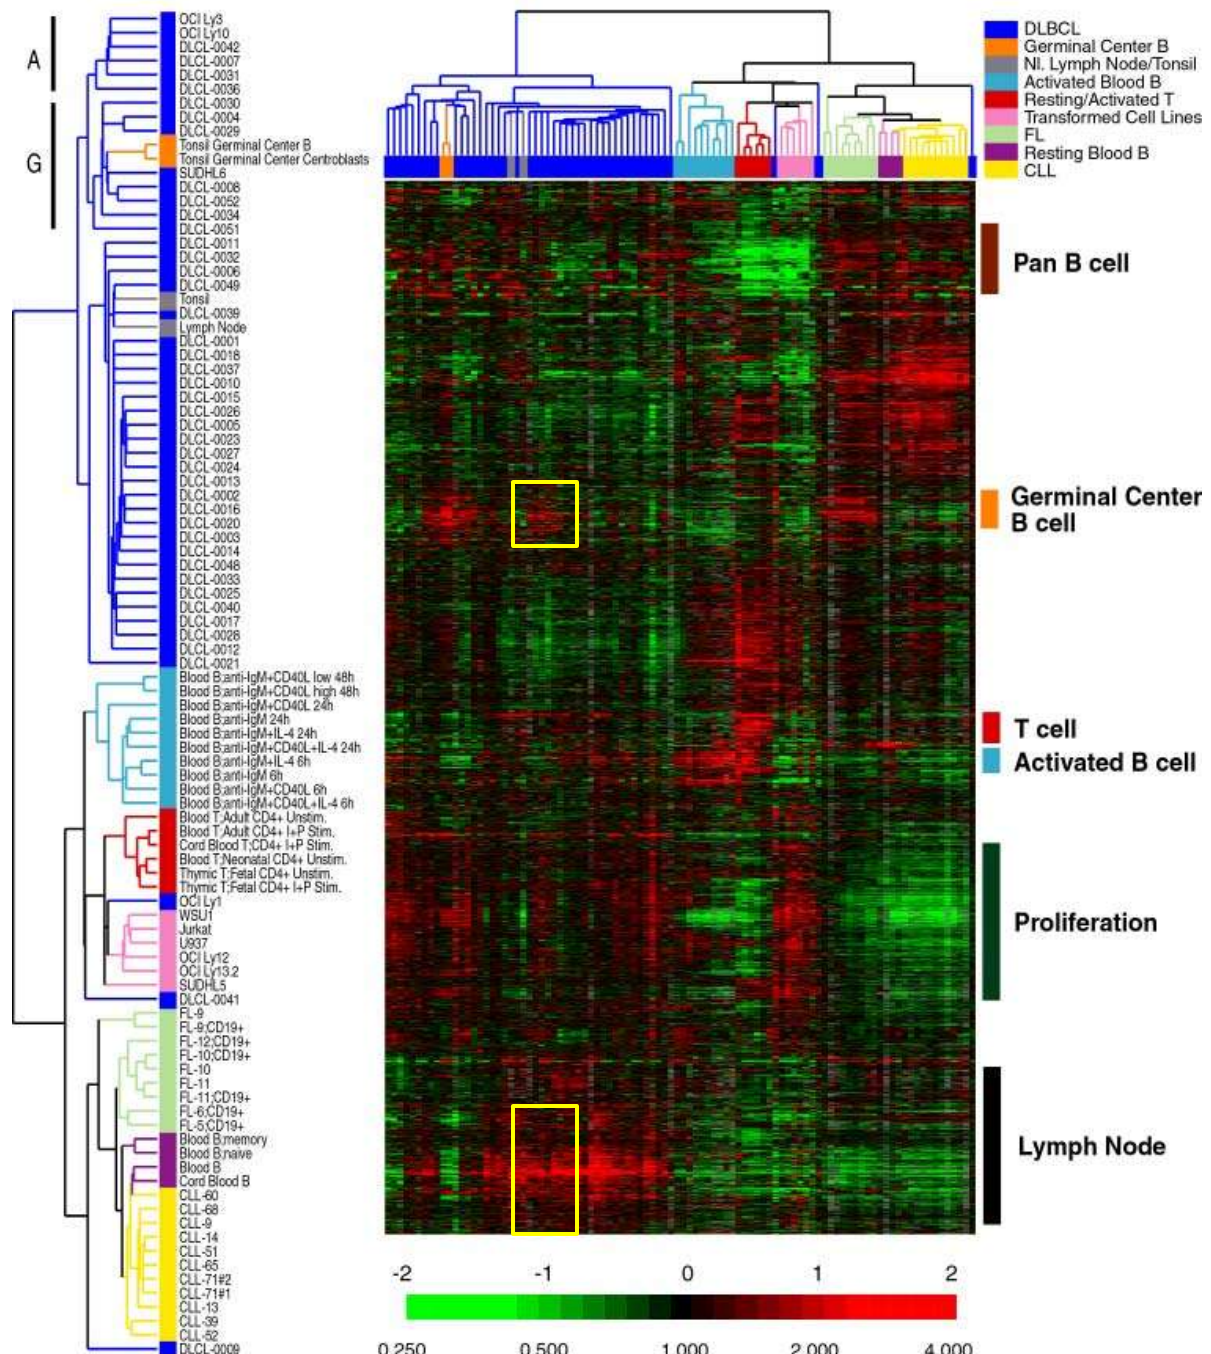 A
G
OCI Ly3
OCI Ly10
DLCL-0042
DLCL-0007
DLCL-0031
DLCL-0036
DLCL-0030
DLCL-0004
DLCL-0029
Tonsil Germinal Center B
Tonsil Germinal Center Centroblasts
SUDHL6
DLCL-0008
DLCL-0052
DLCL-0034
DLCL-0051
DLCL-0011
DLCL-0032
DLCL-0006
DLCL-0049
Tonsil
DLCL-0039
Lymph Node
DLCL-0001
DLCL-0018
DLCL-0037
DLCL-0010
DLCL-0015
DLCL-0026
DLCL-0005
DLCL-0023
DLCL-0027
DLCL-0024
DLCL-0013
DLCL-0002
DLCL-0016
DLCL-0020
DLCL-0003
DLCL-0014
DLCL-0048
DLCL-0033
DLCL-0025
DLCL-0040
DLCL-0017
DLCL-0028
DLCL-0012
DLCL-0021
Blood B;anti-IgM+CD40L low 48h
Blood B;anti-IgM+CD40L high 48h
Blood B;anti-IgM+CD40L 24h
Blood B;anti-IgM 24h
Blood B;anti-IgM+IL-4 24h
Blood B;anti-IgM+CD40L+IL-4 24h
Blood B;anti-IgM+IL-4 6h
Blood B;anti-IgM 6h
Blood B;anti-IgM+CD40L 6h
Blood B;anti-IgM+CD40L+IL-4 6h
Blood T;Adult CD4+ Unstim.
Blood T;Adult CD4+ I+P Stim.
Cord Blood T;CD4+ I+P Stim.
Blood T;Neonatal CD4+ Unstim.
Thymic T;Fetal CD4+ Unstim.
Thymic T;Fetal CD4+ I+P Stim.
OCI Ly1
WSU1
Jurkat
U937
OCI Ly12
OCI Ly13.2
SUDHL5
DLCL-0041
FL-9
FL-9;CD19+
FL-12;CD19+
FL-10;CD19+
FL-10
FL-11
FL-11;CD19+
FL-6;CD19+
FL-5;CD19+
Blood B;memory
Blood B;naive
Blood B
Cord Blood B
CLL-60
CLL-68
CLL-9
CLL-14
CLL-51
CLL-65
CLL-71#2
CLL-71#1
CLL-13
CLL-39
CLL-52
DLCL-0009
DLBCL
Germinal Center B
Nl. Lymph Node/Tonsil
Activated Blood B
Resting/Activated T
Transformed Cell Lines
FL
Resting Blood B
CLL
Pan B cell
Germinal Center
B cell
T cell
Activated B cell
Proliferation
Lymph Node
-2 -1 0 1 2
0.250 0.500 1.000 2.000 4.000